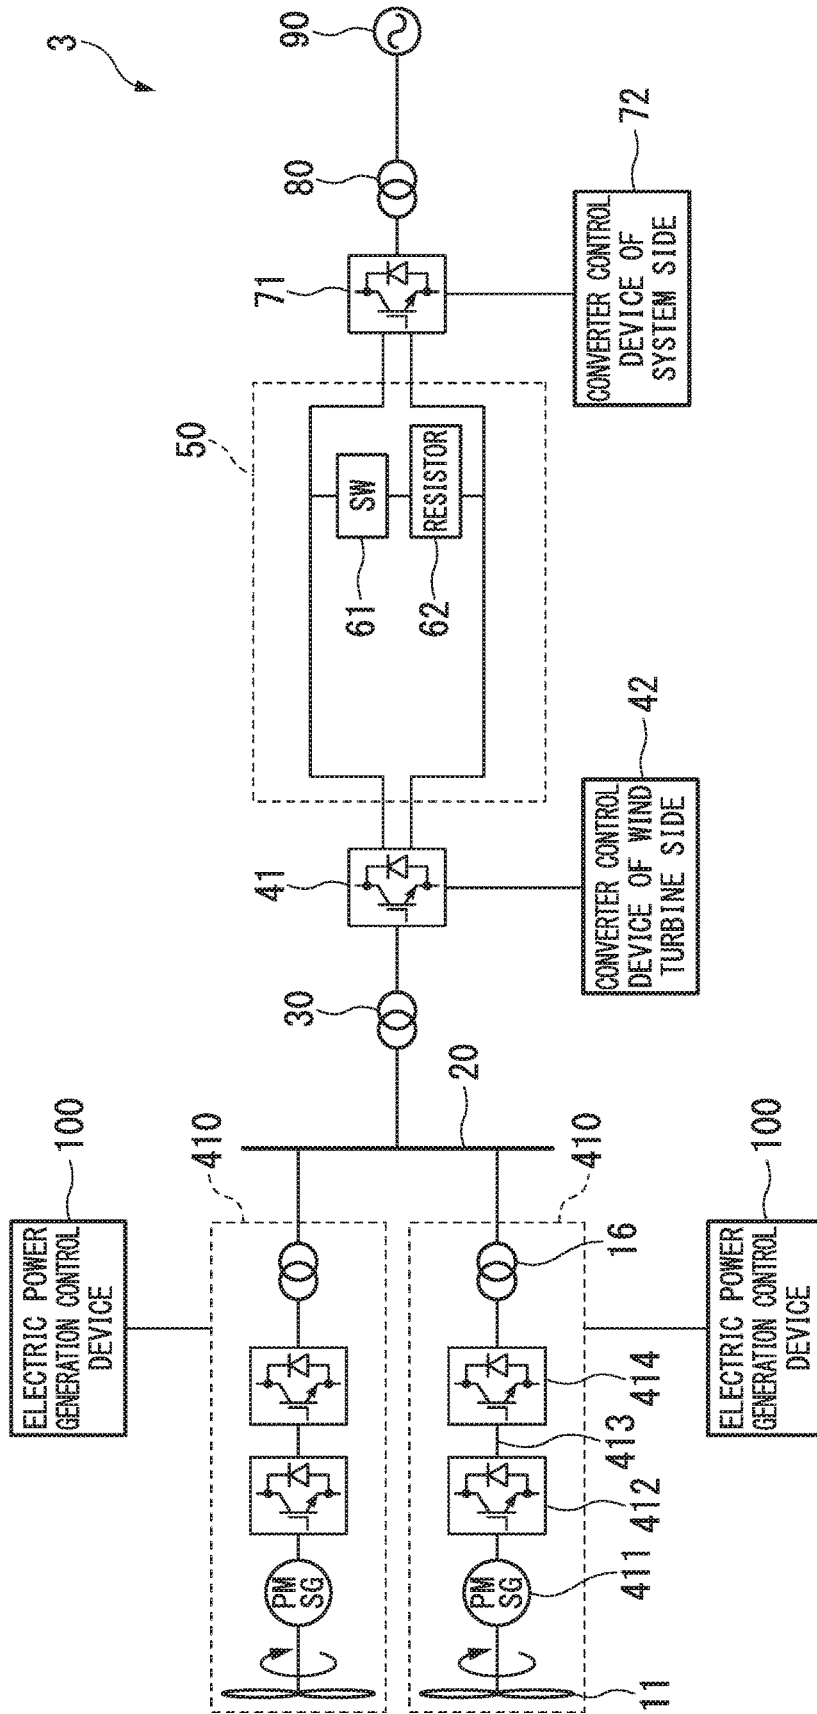 3
90
80
71
CONVERTER CONTROL
DEVICE OF
SYSTEM SIDE
72
50
SW
RESISTOR
61
62
41
CONVERTER CONTROL
DEVICE OF WIND
TURBINE SIDE
42
30
20
ELECTRIC POWER
GENERATION CONTROL
DEVICE
100
410
PM
SG
410
PM
SG
16
414
413
412
411
11
ELECTRIC POWER
GENERATION CONTROL
DEVICE
100